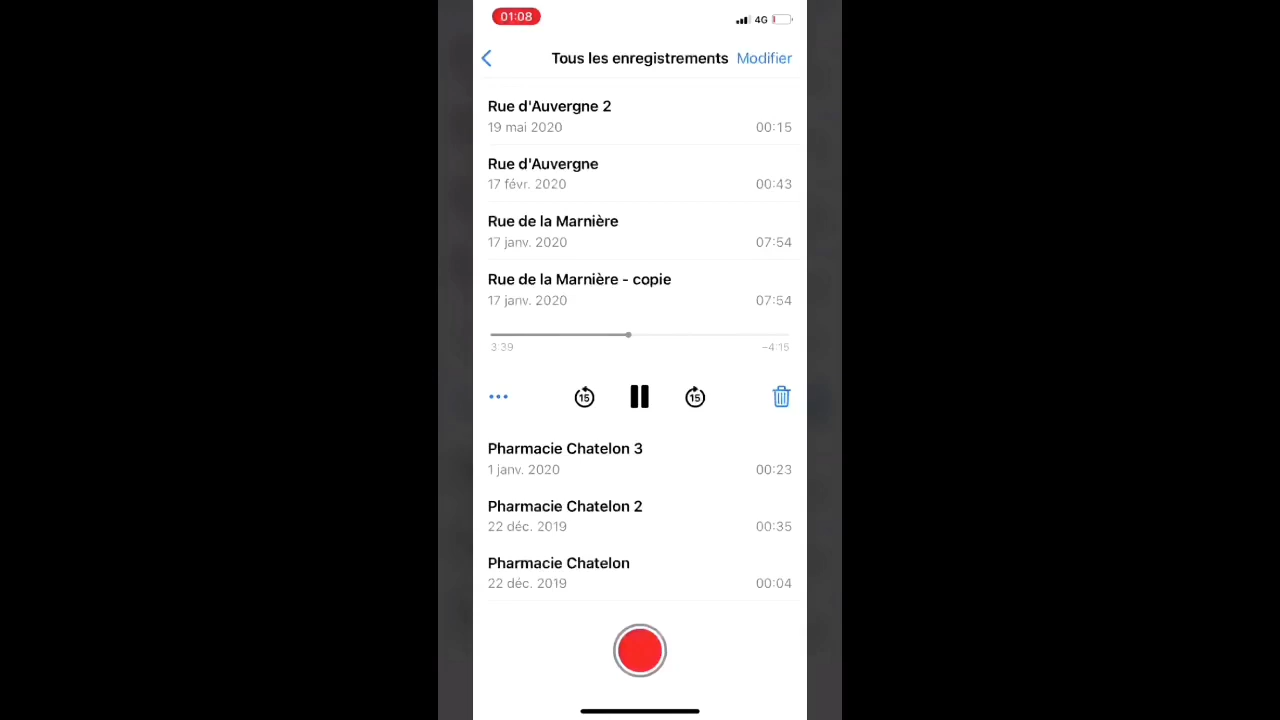 01:08
4G
Tous les enregistrements Modifier
Rue d'Auvergne 2
19 mai 2020 00:15
Rue d'Auvergne
17 févr. 2020 00:43
Rue de la Marnière
17 janv. 2020 07:54
Rue de la Marnière - copie
17 janv. 2020 07:54
3:39 −4:15
15 15
Pharmacie Chatelon 3
1 janv. 2020 00:23
Pharmacie Chatelon 2
22 déc. 2019 00:35
Pharmacie Chatelon
22 déc. 2019 00:04